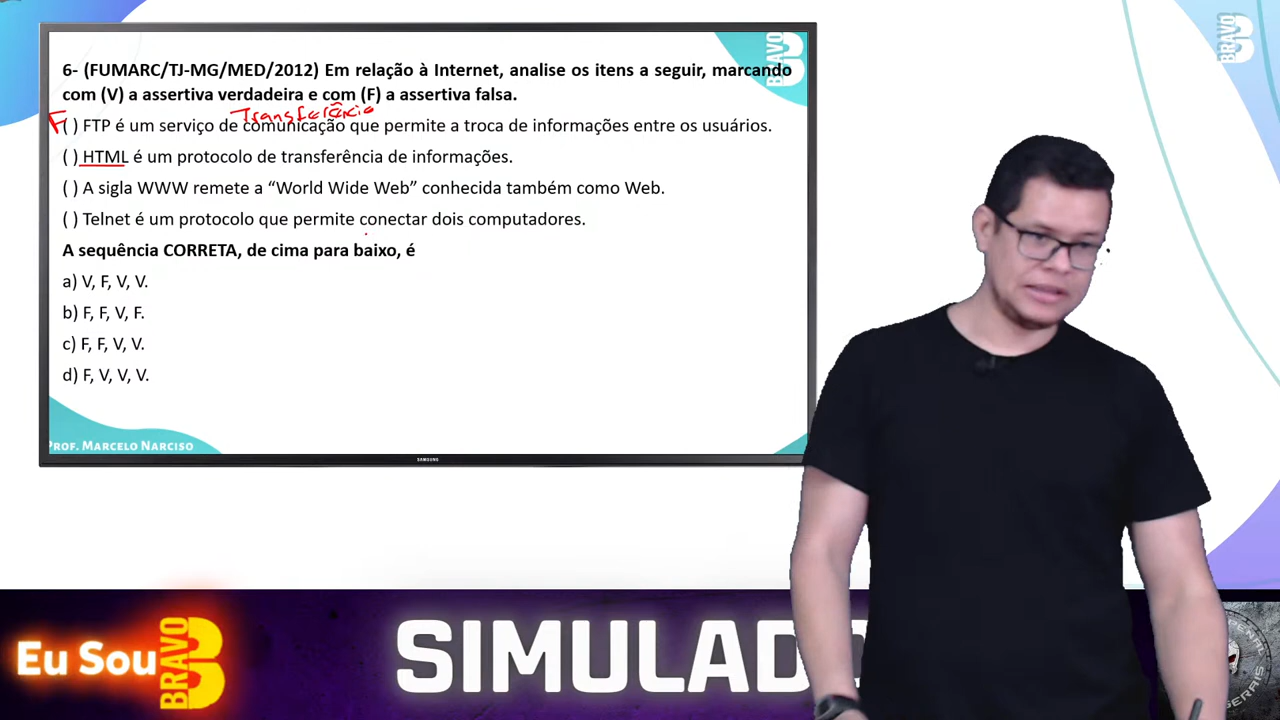 BRAVO
BRAVO
6- (FUMARC/TJ-MG/MED/2012) Em relação à Internet, analise os itens a seguir, marcando
com (V) a assertiva verdadeira e com (F) a assertiva falsa.
Transferência
F( ) FTP é um serviço de comunicação que permite a troca de informações entre os usuários.
( ) HTML é um protocolo de transferência de informações.
( ) A sigla WWW remete a “World Wide Web” conhecida também como Web.
( ) Telnet é um protocolo que permite conectar dois computadores.
A sequência CORRETA, de cima para baixo, é
a) V, F, V, V.
b) F, F, V, F.
c) F, F, V, V.
d) F, V, V, V.
Prof. Marcelo Narciso
SAMSUNG
Eu Sou BRAVO
SIMULAD